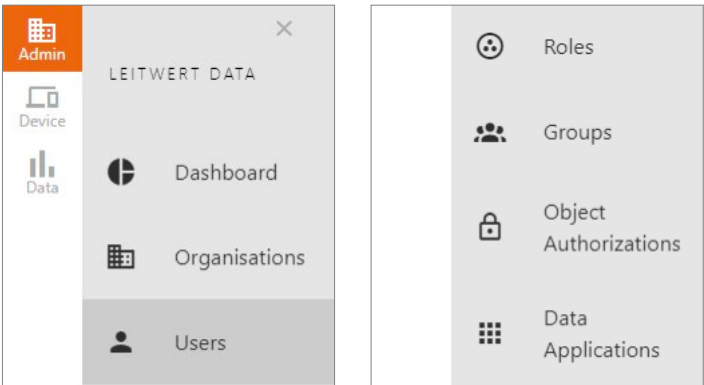 Admin
LEITWERT DATA
Device
Data
Dashboard
Organisations
Users
Roles
Groups
Object
Authorizations
Data
Applications